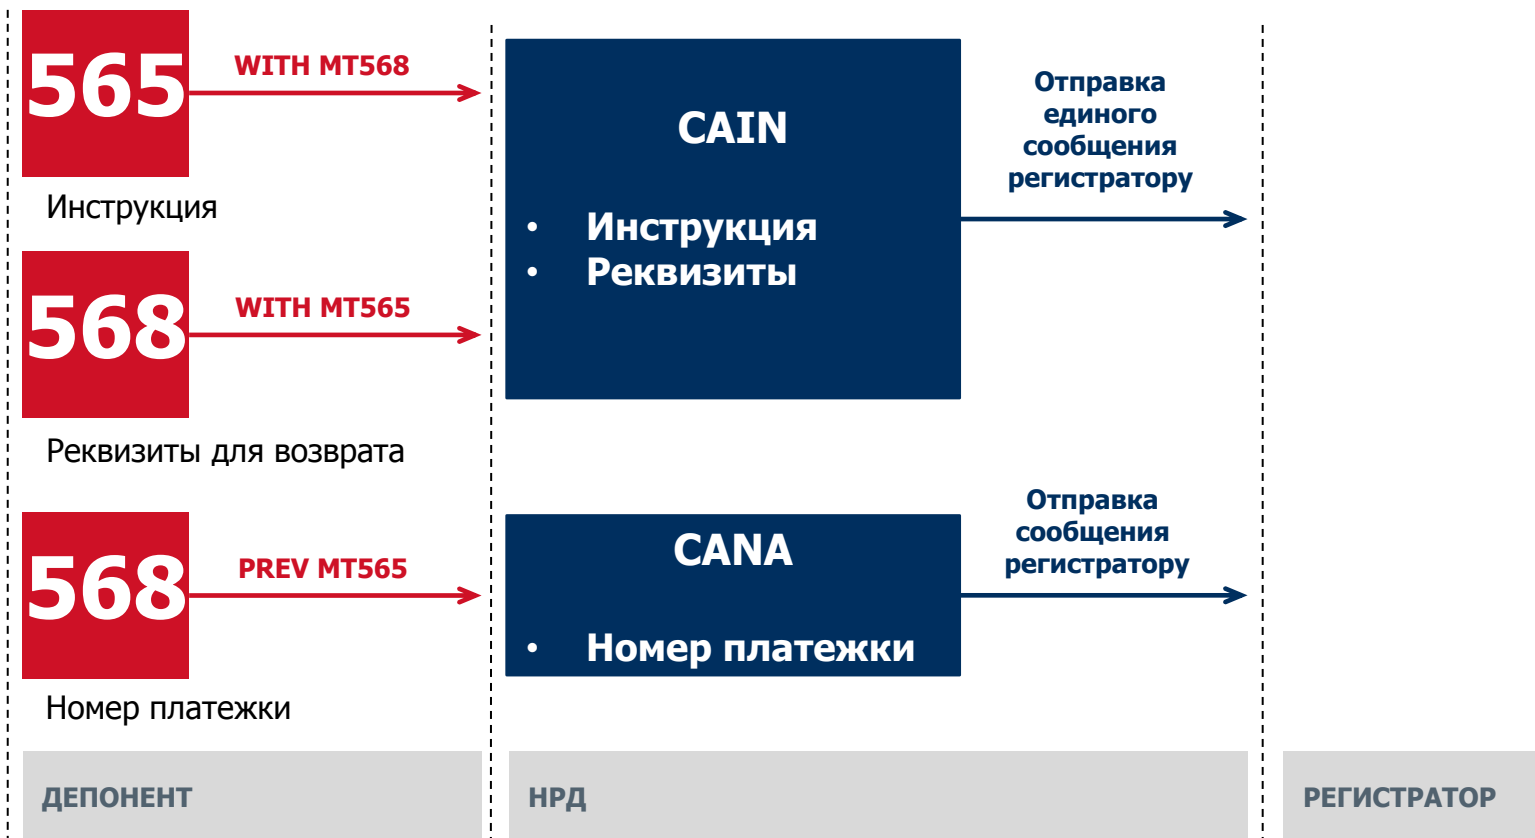 565
WITH MT568
Инструкция
568
WITH MT565
Реквизиты для возврата
568
PREV MT565
Номер платежки
CAIN
• Инструкция
• Реквизиты
Отправка
единого
сообщения
регистратору
CANA
• Номер платежки
Отправка
сообщения
регистратору
ДЕПОНЕНТ
НРД
РЕГИСТРАТОР